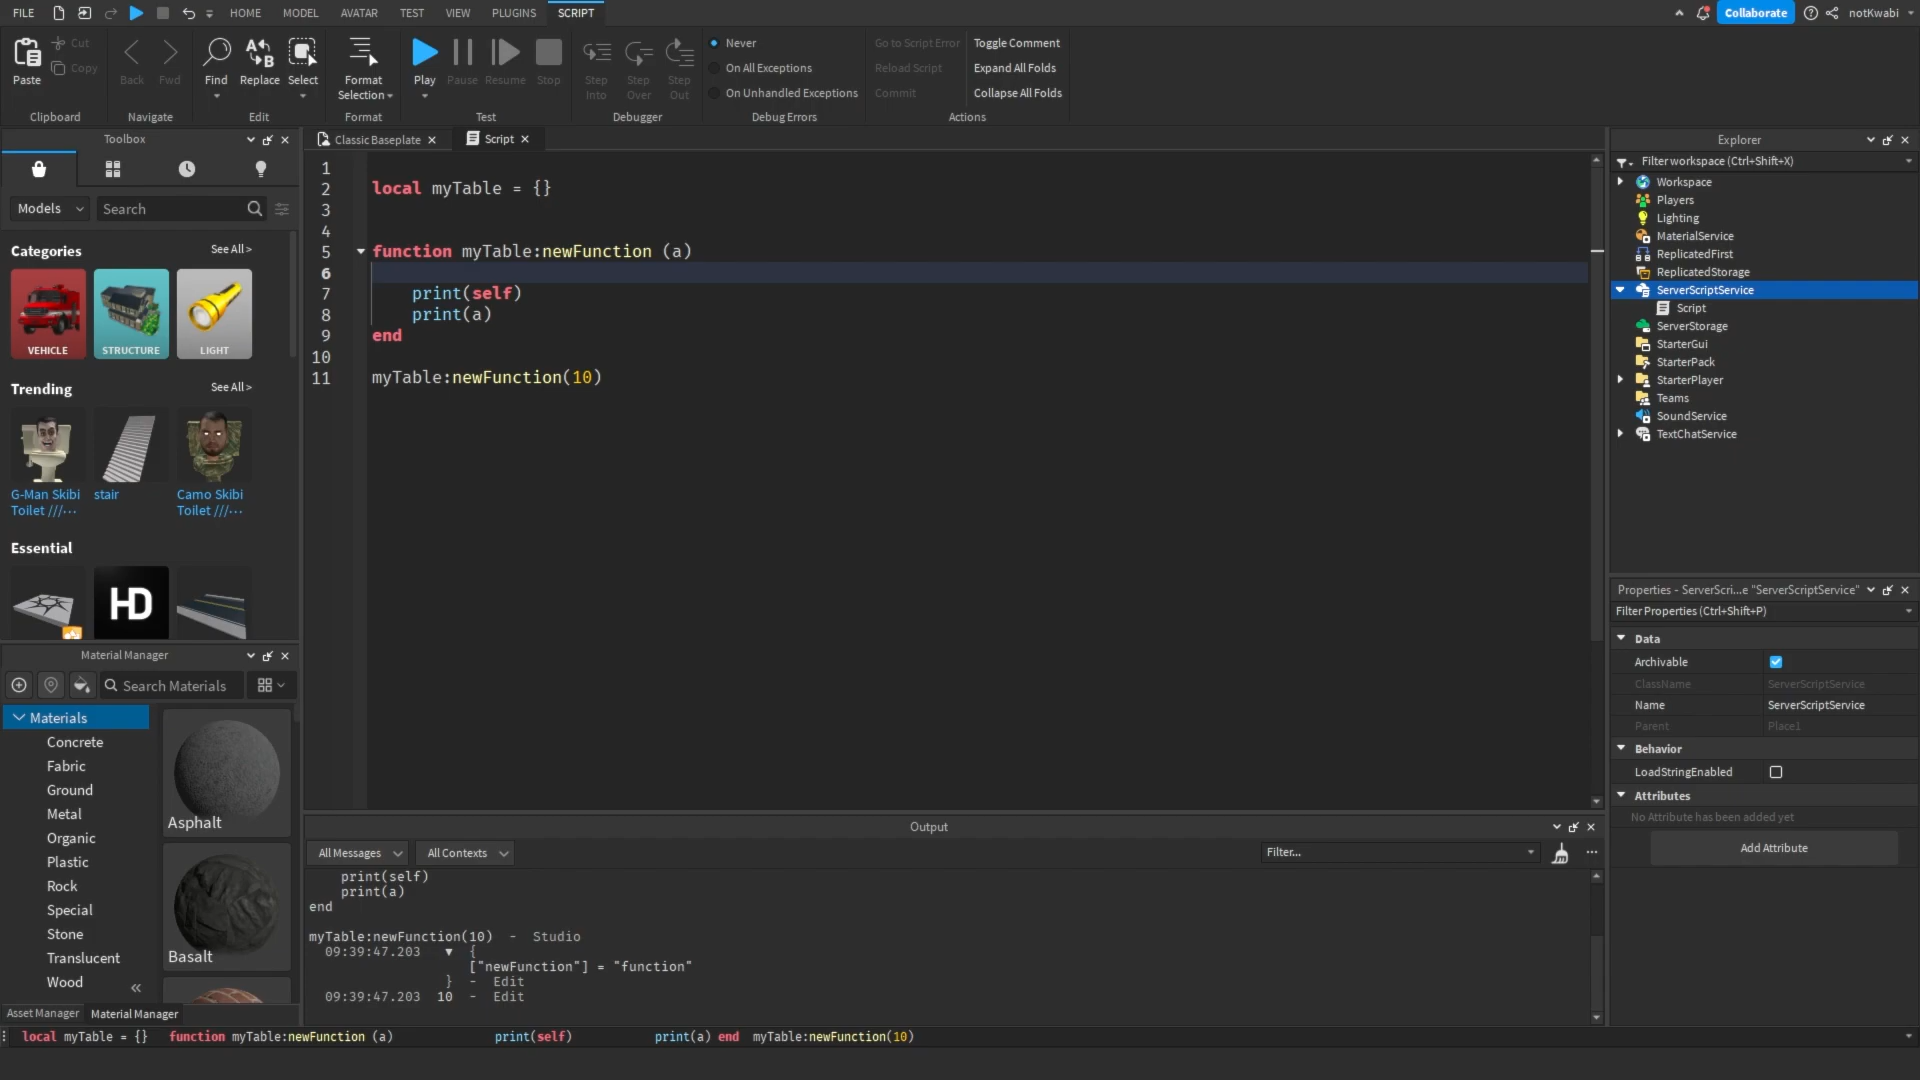 FILE HOME MODEL AVATAR TEST VIEW PLUGINS SCRIPT Collaborate notKwabi
Paste Cut Copy Back Fwd Find Replace Select Format Selection Play Pause Resume Stop Step Into Step Over Step Out
Never
On All Exceptions
On Unhandled Exceptions
Go to Script Error
Reload Script
Commit
Toggle Comment
Expand All Folds
Collapse All Folds
Clipboard Navigate Edit Format Test Debugger Debug Errors Actions
Toolbox
Models Search
Categories See All >
VEHICLE STRUCTURE LIGHT
Trending See All >
G-Man Skibi Toilet ///⋯
stair
Camo Skibi Toilet ///⋯
Essential
HD
Material Manager
Search Materials
Materials
Concrete
Fabric
Ground
Metal
Organic
Plastic
Rock
Special
Stone
Translucent
Wood
«
Asphalt
Basalt
Asset Manager Material Manager
Classic Baseplate × Script ×
1
2 local myTable = {}
3
4
5 function myTable:newFunction (a)
6
7 print(self)
8 print(a)
9 end
10
11 myTable:newFunction(10)
Output
All Messages All Contexts Filter...
print(self)
print(a)
end
myTable:newFunction(10) - Studio
09:39:47.203 ▼ {
["newFunction"] = "function"
} - Edit
09:39:47.203 10 - Edit
Explorer
Filter workspace (Ctrl+Shift+X)
Workspace
Players
Lighting
MaterialService
ReplicatedFirst
ReplicatedStorage
ServerScriptService
Script
ServerStorage
StarterGui
StarterPack
StarterPlayer
Teams
SoundService
TextChatService
Properties - ServerScri...e "ServerScriptService"
Filter Properties (Ctrl+Shift+P)
Data
Archivable
ClassName ServerScriptService
Name ServerScriptService
Parent Place1
Behavior
LoadStringEnabled
Attributes
No Attribute has been added yet
Add Attribute
local myTable = {} function myTable:newFunction (a) print(self) print(a) end myTable:newFunction(10)